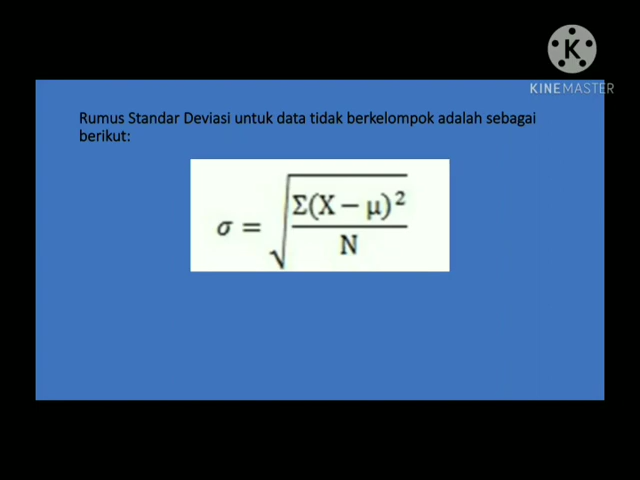 K
KINEMASTER
Rumus Standar Deviasi untuk data tidak berkelompok adalah sebagai
berikut:
σ = √(Σ(X − μ)² / N)